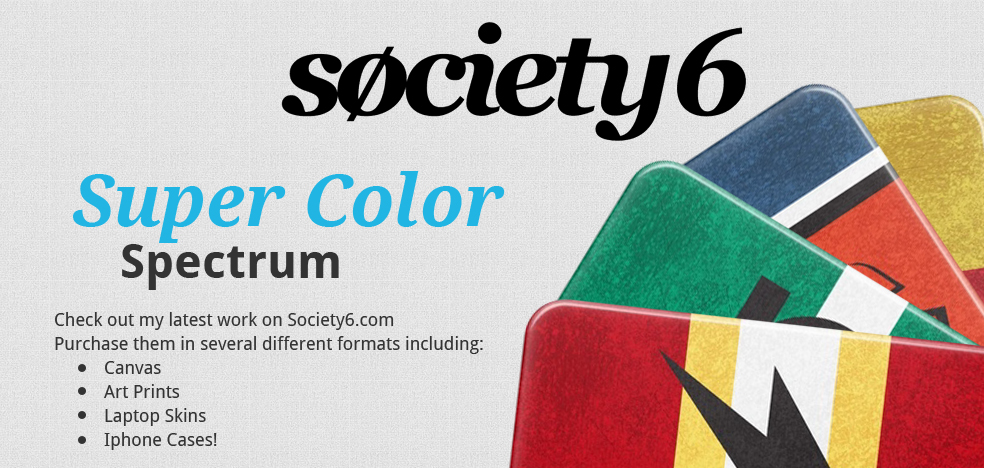 søciety6
Super Color
Spectrum
Check out my latest work on Society6.com
Purchase them in several different formats including:
• Canvas
• Art Prints
• Laptop Skins
• Iphone Cases!